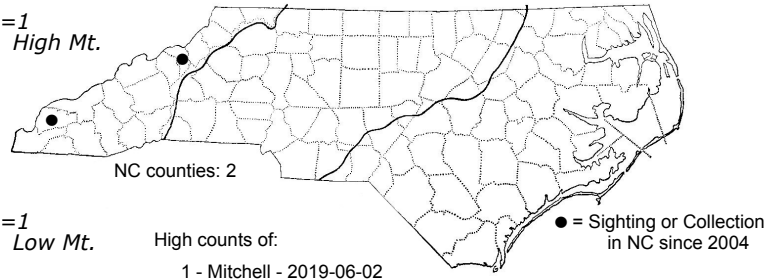 =1
High Mt.
NC counties: 2
=1
Low Mt.
High counts of:
1 - Mitchell - 2019-06-02
● = Sighting or Collection
in NC since 2004